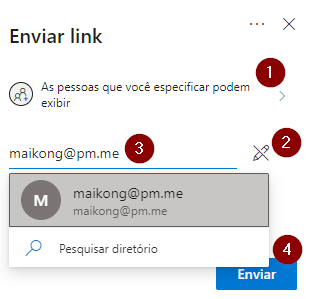 Enviar link
1
As pessoas que você especificar podem
exibir
2
maikong@pm.me
3
M
maikong@pm.me
maikong@pm.me
Pesquisar diretório
4
Enviar